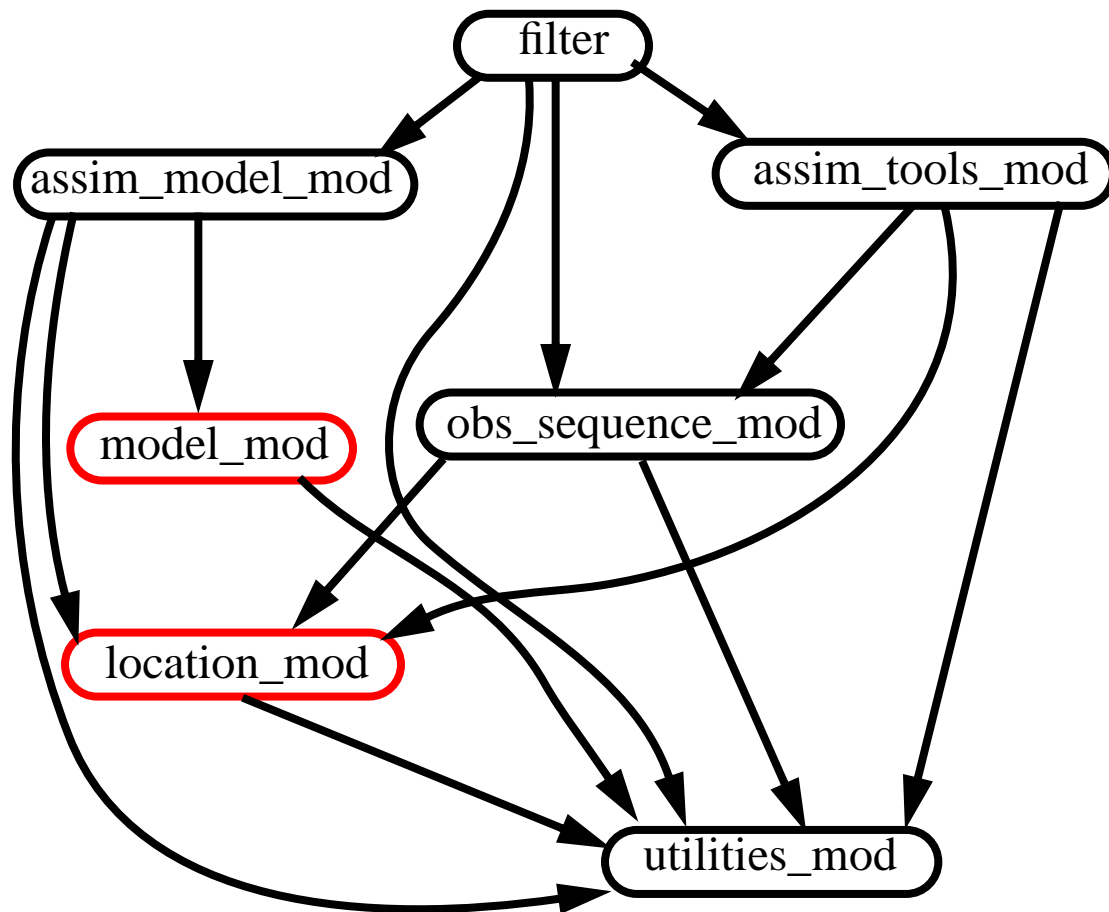 filter
assim_model_mod
assim_tools_mod
model_mod
obs_sequence_mod
location_mod
utilities_mod